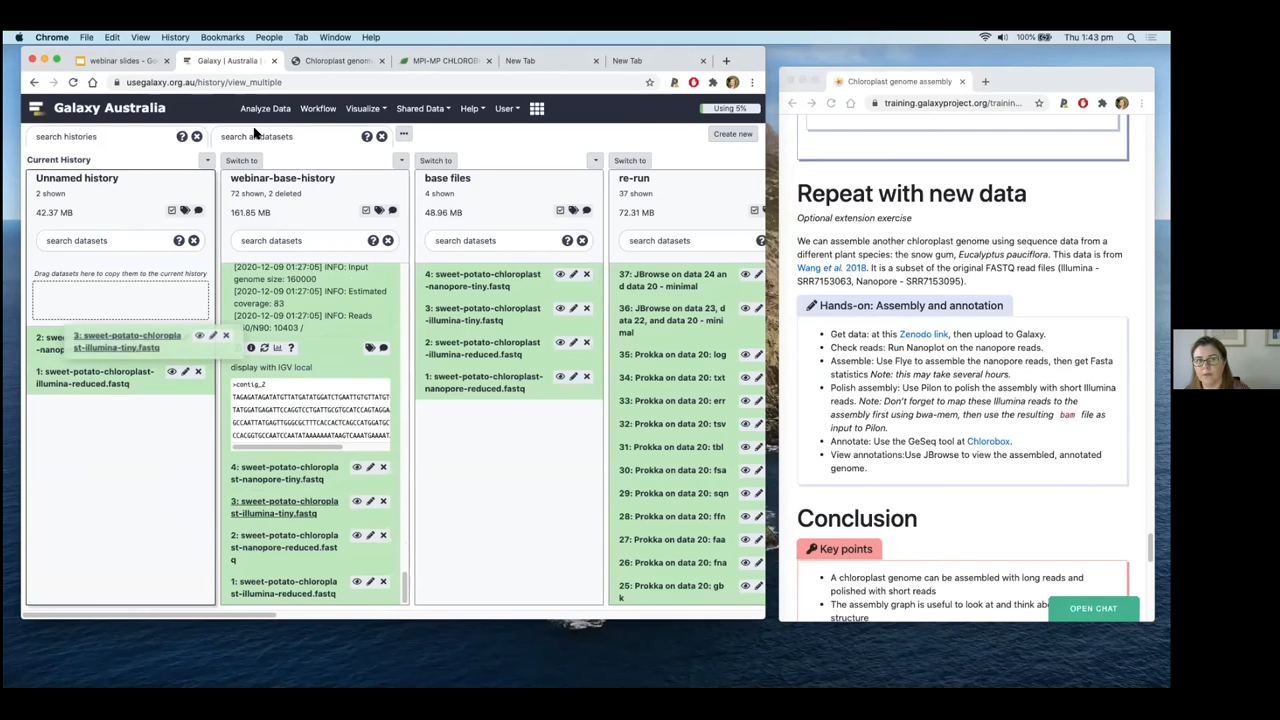 Chrome File Edit View History Bookmarks People Tab Window Help
100% Thu 1:43 pm
webinar slides - Go
Galaxy | Australia |
Chloroplast genom
MPI-MP CHLOROB
New Tab
New Tab
usegalaxy.org.au/history/view_multiple
Galaxy Australia
Analyze Data Workflow Visualize Shared Data Help User
Using 5%
search histories
search all datasets
Create new
Current History
Unnamed history
2 shown
42.37 MB
search datasets
Drag datasets to copy them to the current history
3: sweet-potato-chloropla
st-illumina-tiny.fastq
1: sweet-potato-chloroplast-
illumina-reduced.fastq
Switch to
webinar-base-history
72 shown, 2 deleted
161.85 MB
search datasets
[2020-12-09 01:27:05] INFO: Input
genome size: 160000
[2020-12-09 01:27:05] INFO: Estimated
coverage: 83
[2020-12-09 01:27:05] INFO: Reads
N50/N90: 10403 /
display with IGV local
>contig_2
4: sweet-potato-chloropla
st-nanopore-tiny.fastq
3: sweet-potato-chloropla
st-illumina-tiny.fastq
2: sweet-potato-chloropla
st-nanopore-reduced.fast
q
1: sweet-potato-chloropla
st-illumina-reduced.fastq
Switch to
base files
4 shown
48.96 MB
search datasets
4: sweet-potato-chloroplast
-nanopore-tiny.fastq
3: sweet-potato-chloroplast
-illumina-tiny.fastq
2: sweet-potato-chloroplast
-illumina-reduced.fastq
1: sweet-potato-chloroplast-
nanopore-reduced.fastq
Switch to
re-run
37 shown
72.31 MB
search datasets
37: JBrowse on data 24 an
d data 20 - minimal
36: JBrowse on data 23, d
ata 22, and data 20 - mini
mal
35: Prokka on data 20: log
34: Prokka on data 20: txt
33: Prokka on data 20: err
32: Prokka on data 20: tsv
31: Prokka on data 20: tbl
30: Prokka on data 20: fsa
29: Prokka on data 20: sqn
28: Prokka on data 20: ffn
27: Prokka on data 20: faa
26: Prokka on data 20: fna
25: Prokka on data 20: gb
k
Chloroplast genome assembly
training.galaxyproject.org/trainin...
Repeat with new data
Optional extension exercise
We can assemble another chloroplast genome using sequence data from a
different plant species: the snow gum, Eucalyptus pauciflora. This data is from
Wang et al. 2018. It is a subset of the original FASTQ read files (Illumina -
SRR7153063, Nanopore - SRR7153095).
Hands-on: Assembly and annotation
Get data: at this Zenodo link, then upload to Galaxy.
Check reads: Run Nanoplot on the nanopore reads.
Assemble: Use Flye to assemble the nanopore reads, then get Fasta
statistics Note: this may take several hours.
Polish assembly: Use Pilon to polish the assembly with short Illumina
reads. Note: Don't forget to map these Illumina reads to the
assembly first using bwa-mem, then use the resulting bam file as
input to Pilon.
Annotate: Use the GeSeq tool at Chlorobox.
View annotations:Use JBrowse to view the assembled, annotated
genome.
Conclusion
Key points
A chloroplast genome can be assembled with long reads and
polished with short reads
The assembly graph is useful to look at and think
structure
OPEN CHAT